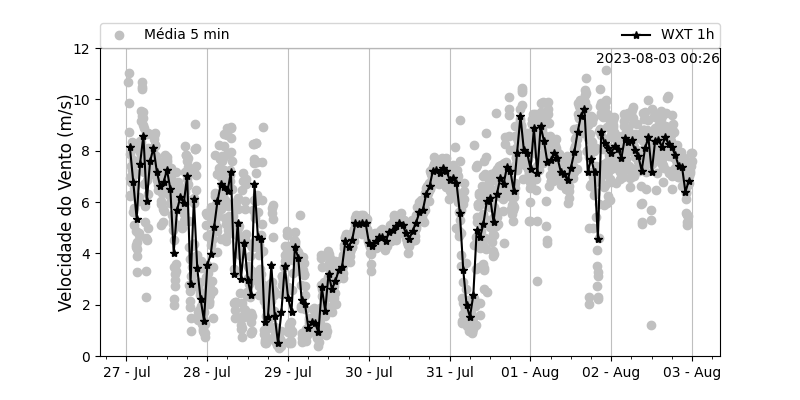 Média 5 min
WXT 1h
2023-08-03 00:26
Velocidade do Vento (m/s)
12
10
8
6
4
2
0
27 - Jul
28 - Jul
29 - Jul
30 - Jul
31 - Jul
01 - Aug
02 - Aug
03 - Aug